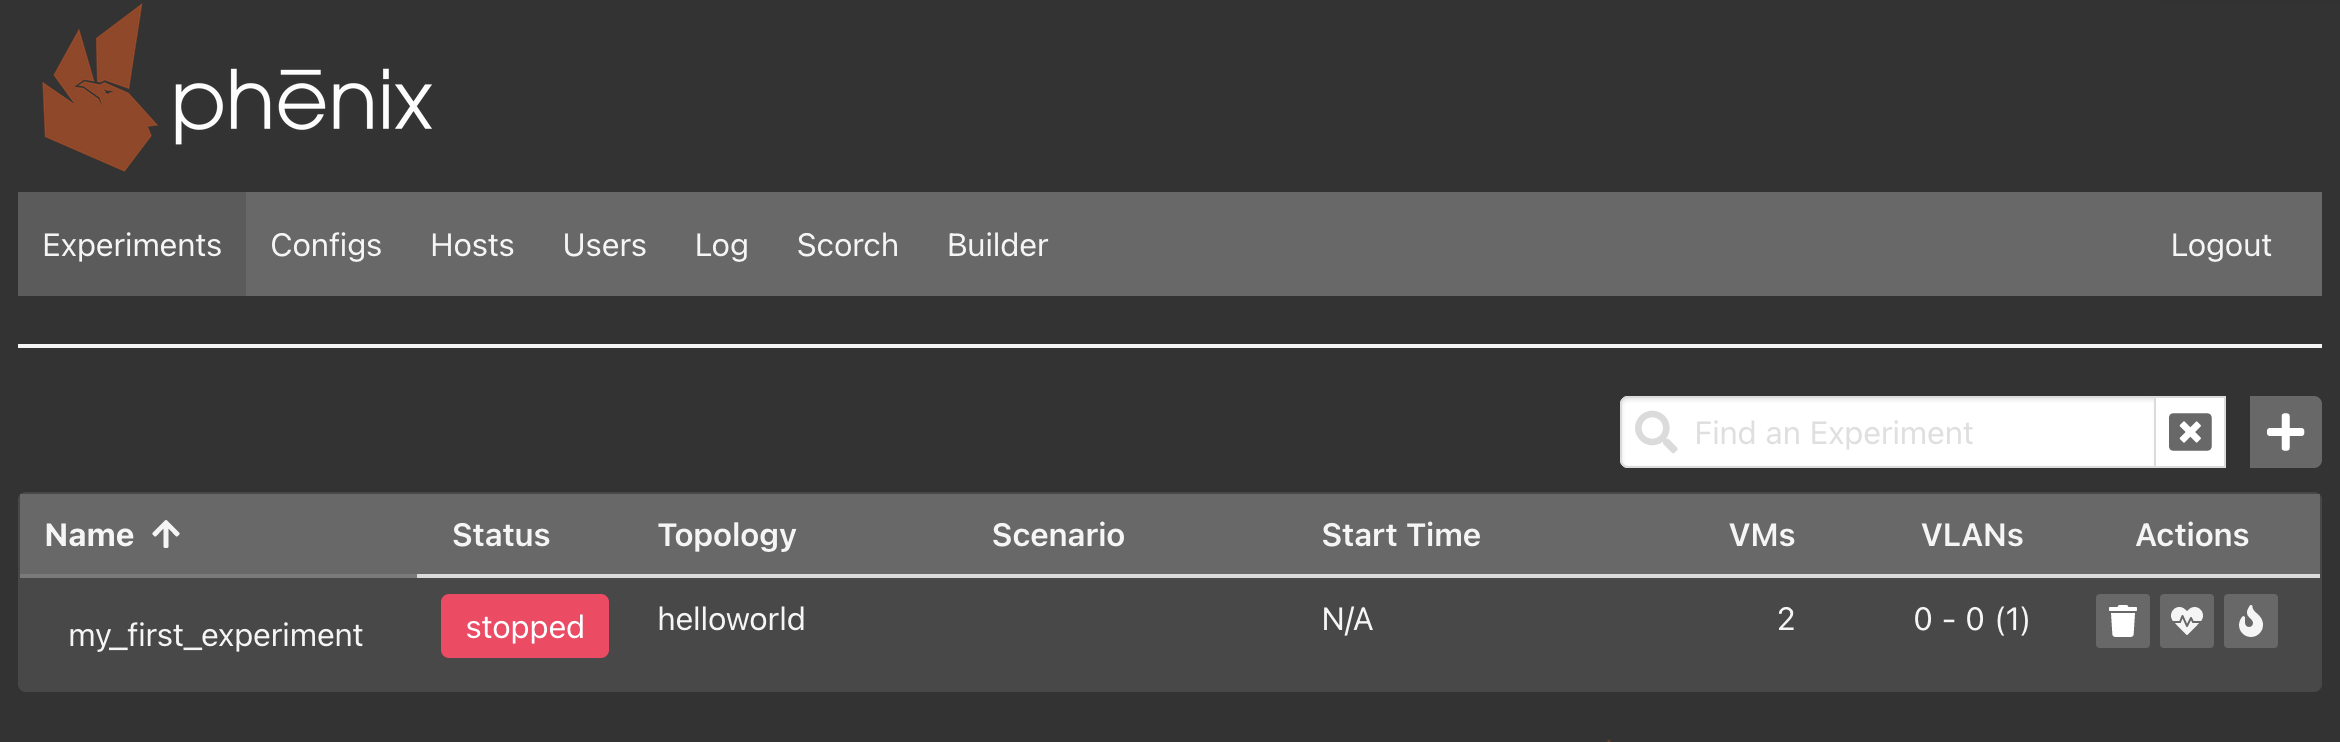 phēnix
Experiments Configs Hosts Users Log Scorch Builder Logout
Find an Experiment
Name Status Topology Scenario Start Time VMs VLANs Actions
my_first_experiment stopped helloworld N/A 2 0 - 0 (1)